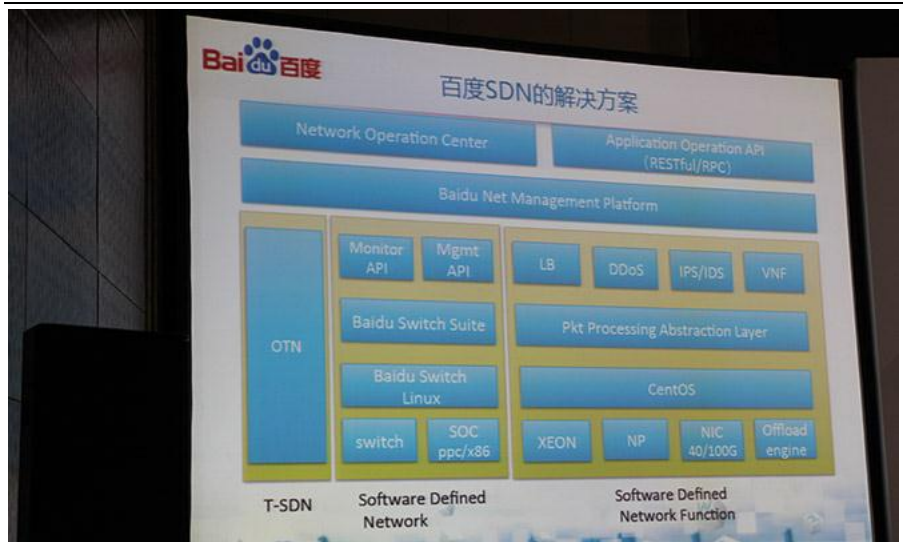 Bai du 百度
百度SDN的解决方案
Network Operation Center
Application Operation API
(RESTful/RPC)
Baidu Net Management Platform
OTN
Monitor
API
Mgmt
API
Baidu Switch Suite
Baidu Switch
Linux
switch
SOC
ppc/x86
LB
DDoS
IPS/IDS
VNF
Pkt Processing Abstraction Layer
CentOS
XEON
NP
NIC
40/100G
Offload
engine
T-SDN
Software Defined
Network
Software Defined
Network Function